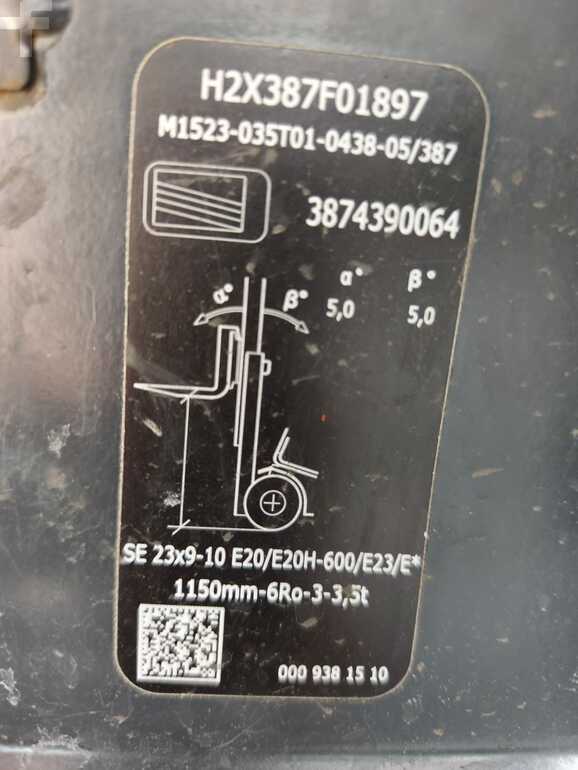 H2X387F01897
M1523-035T01-0438-05/387
3874390064
α° β° α° β°
5,0 5,0
SE 23x9-10 E20/E20H-600/E23/E*
1150mm-6Ro-3-3,5t
000 938 15 10